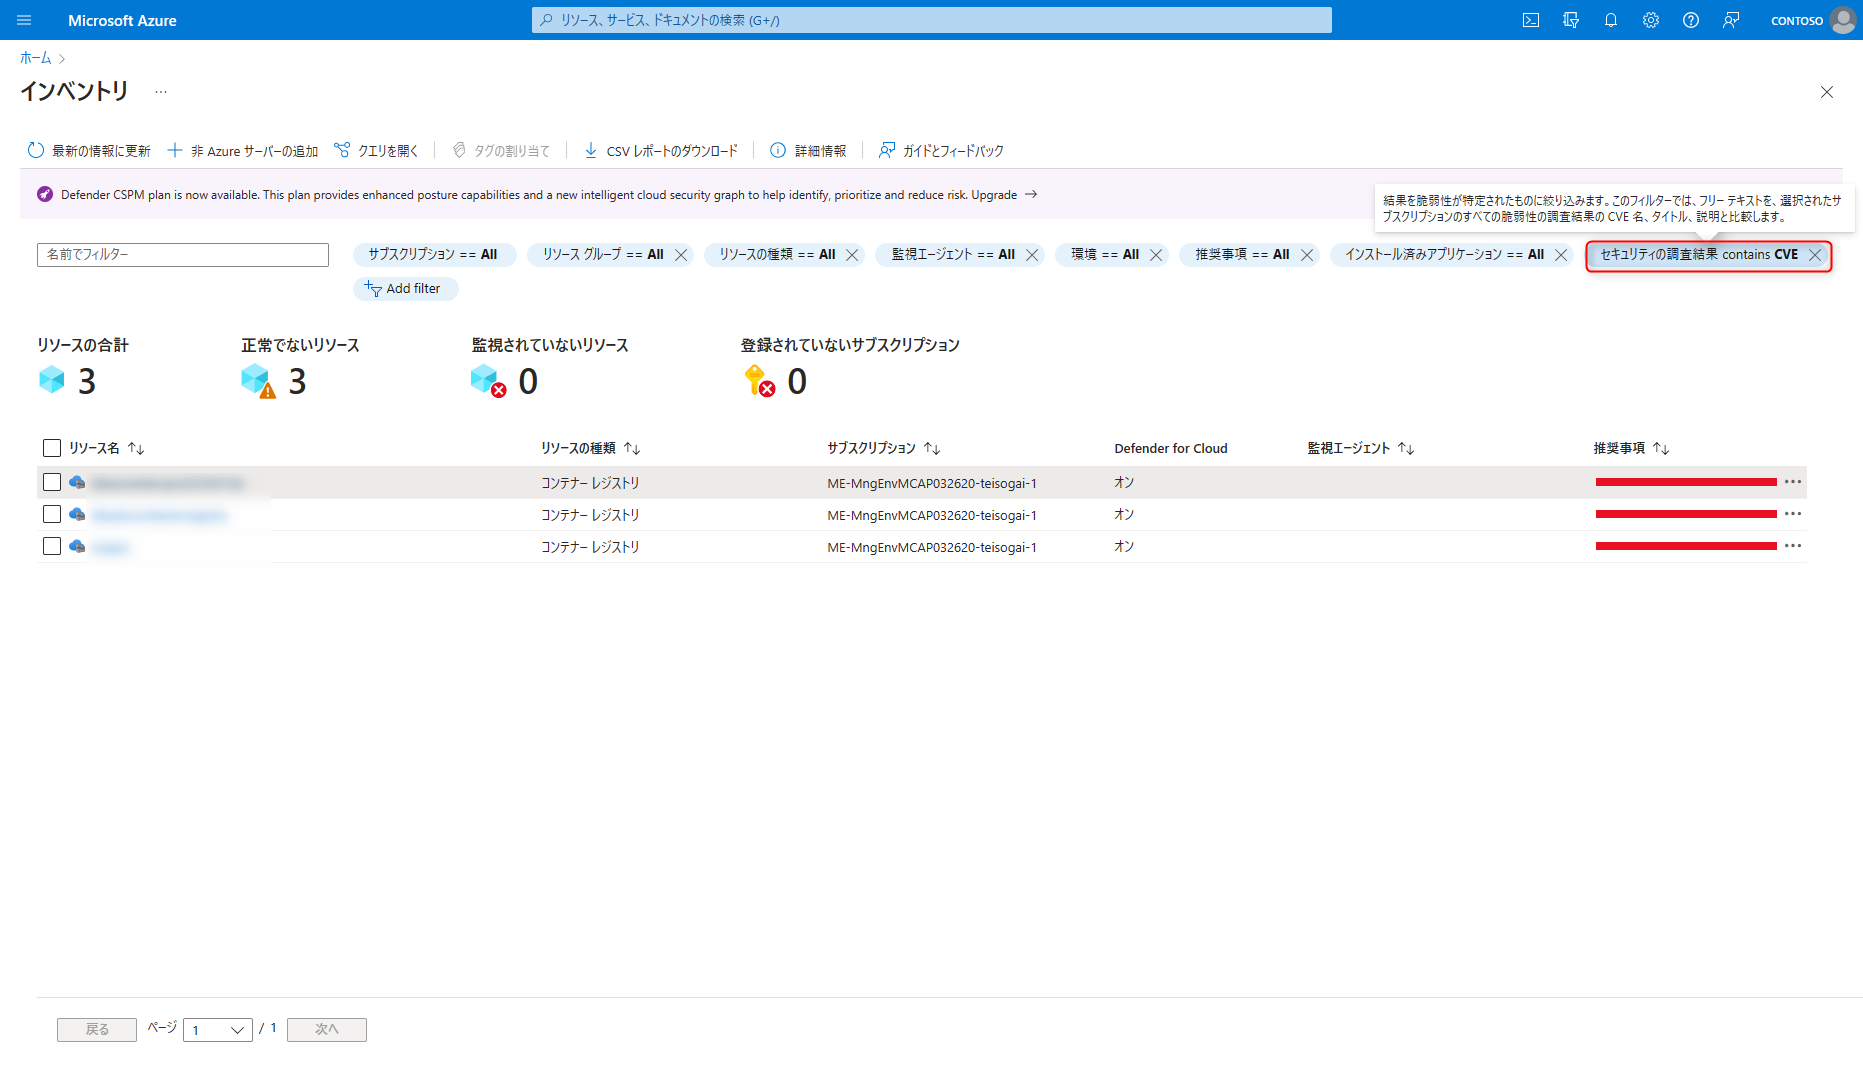 Microsoft Azure
リソース、サービス、ドキュメントの検索 (G+/)
CONTOSO
ホーム
インベントリ
最新の情報に更新
非 Azure サーバーの追加
クエリを開く
タグの割り当て
CSV レポートのダウンロード
詳細情報
ガイドとフィードバック
Defender CSPM plan is now available. This plan provides enhanced posture capabilities and a new intelligent cloud security graph to help identify, prioritize and reduce risk. Upgrade →
結果を脆弱性が特定されたものに絞り込みます。このフィルターでは、フリー テキストを、選択されたサ
ブスクリプションのすべての脆弱性の調査結果の CVE 名、タイトル、説明と比較します。
名前でフィルター
サブスクリプション == All
リソース グループ == All
リソースの種類 == All
監視エージェント == All
環境 == All
推奨事項 == All
インストール済みアプリケーション == All
セキュリティの調査結果 contains CVE
Add filter
リソースの合計
3
正常でないリソース
3
監視されていないリソース
0
登録されていないサブスクリプション
0
リソース名 ↑↓
リソースの種類 ↑↓
サブスクリプション ↑↓
Defender for Cloud
監視エージェント ↑↓
推奨事項 ↑↓
コンテナー レジストリ
ME-MngEnvMCAP032620-teisogai-1
オン
コンテナー レジストリ
ME-MngEnvMCAP032620-teisogai-1
オン
コンテナー レジストリ
ME-MngEnvMCAP032620-teisogai-1
オン
戻る
ページ
1
/ 1
次へ